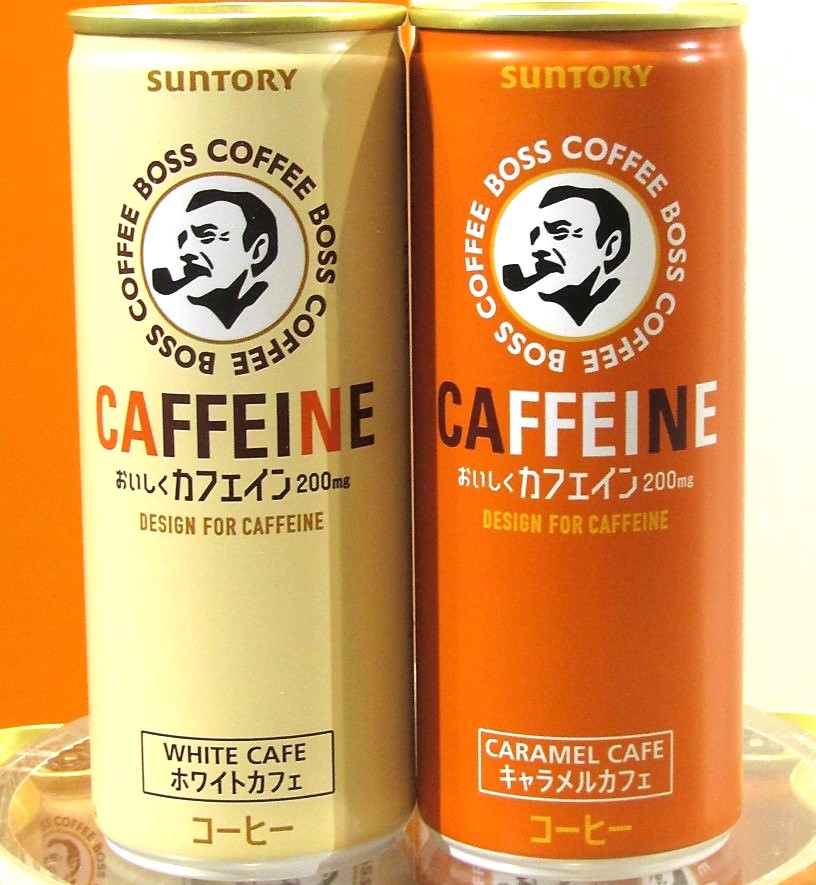 SUNTORY
BOSS COFFEE BOSS COFFEE BOSS COFFEE
CAFFEINE
おいしくカフェイン200mg
DESIGN FOR CAFFEINE
WHITE CAFE
ホワイトカフェ
コーヒー
SUNTORY
BOSS COFFEE BOSS COFFEE BOSS COFFEE
CAFFEINE
おいしくカフェイン200mg
DESIGN FOR CAFFEINE
CARAMEL CAFE
キャラメルカフェ
コーヒー
COFFEE BOSS